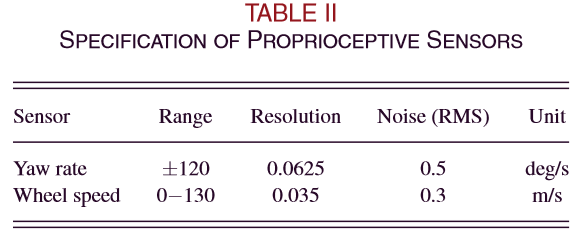 TABLE II
SPECIFICATION OF PROPRIOCEPTIVE SENSORS
Sensor Range Resolution Noise (RMS) Unit
Yaw rate ±120 0.0625 0.5 deg/s
Wheel speed 0−130 0.035 0.3 m/s